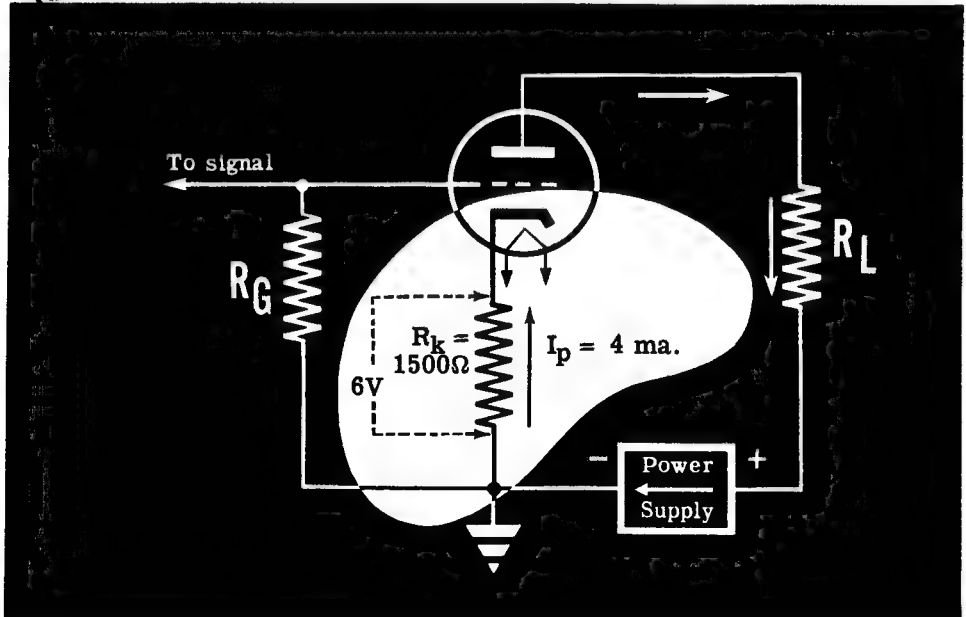 To signal
R_G
6V
R_k =
1500Ω
I_p = 4 ma.
R_L
−
Power
Supply
+